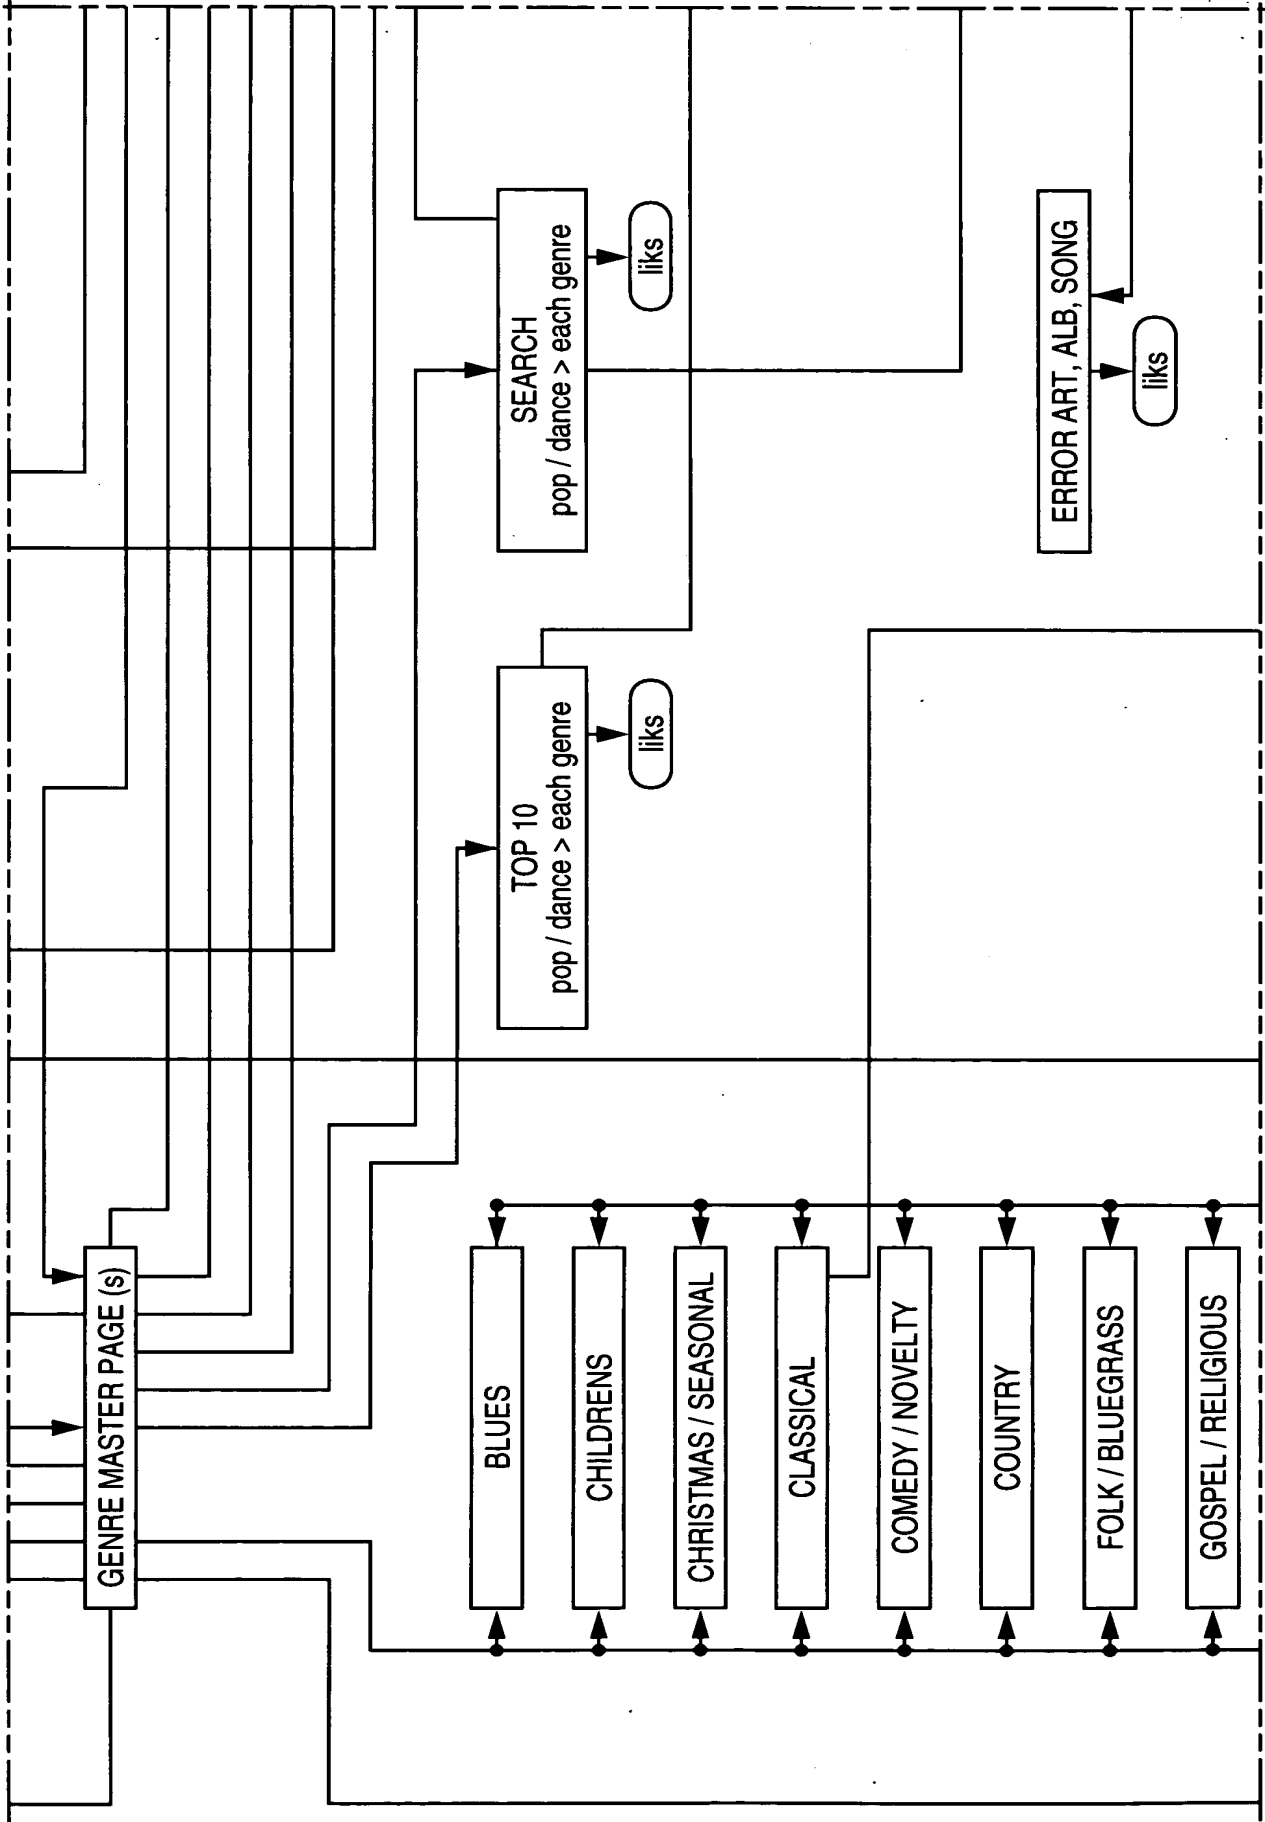 GENRE MASTER PAGE (s)
SEARCH
pop / dance > each genre
liks
TOP 10
pop / dance > each genre
liks
ERROR ART, ALB, SONG
liks
BLUES
CHILDRENS
CHRISTMAS / SEASONAL
CLASSICAL
COMEDY / NOVELTY
COUNTRY
FOLK / BLUEGRASS
GOSPEL / RELIGIOUS